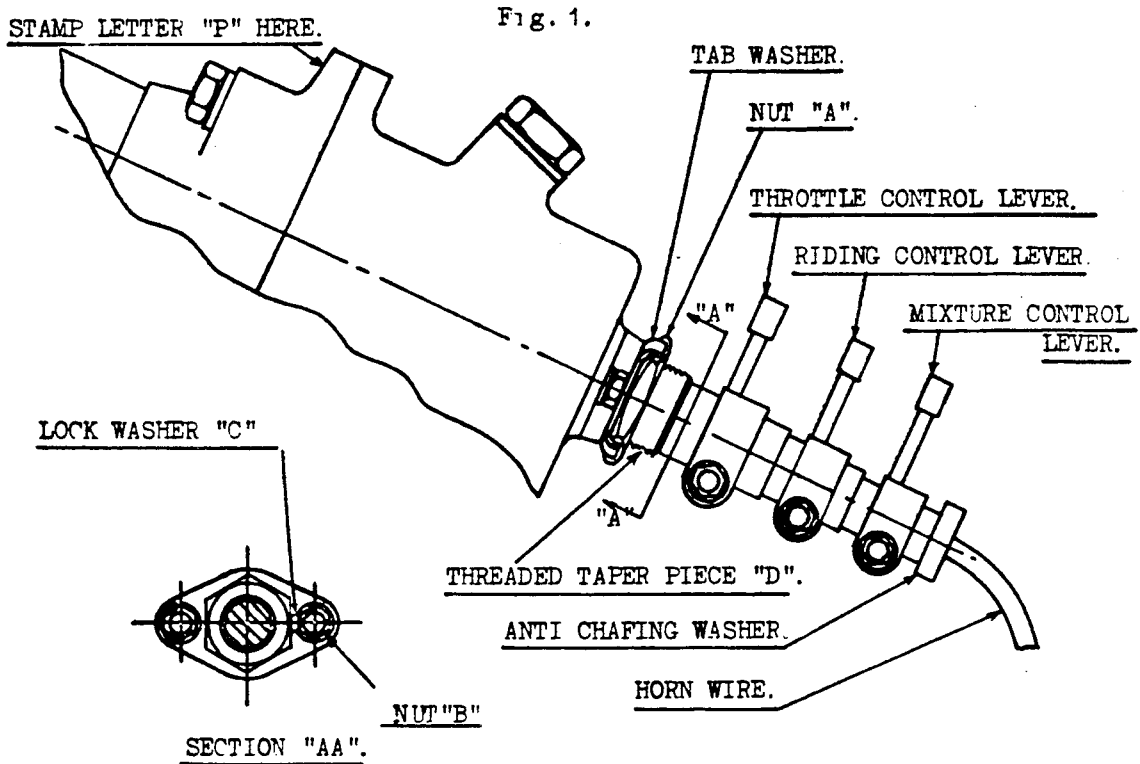 Fig. 1.
STAMP LETTER "P" HERE.
TAB WASHER.
NUT "A".
THROTTLE CONTROL LEVER.
RIDING CONTROL LEVER.
MIXTURE CONTROL
LEVER.
"A"
LOCK WASHER "C"
"A"
THREADED TAPER PIECE "D".
ANTI CHAFING WASHER.
HORN WIRE.
NUT"B"
SECTION "AA".